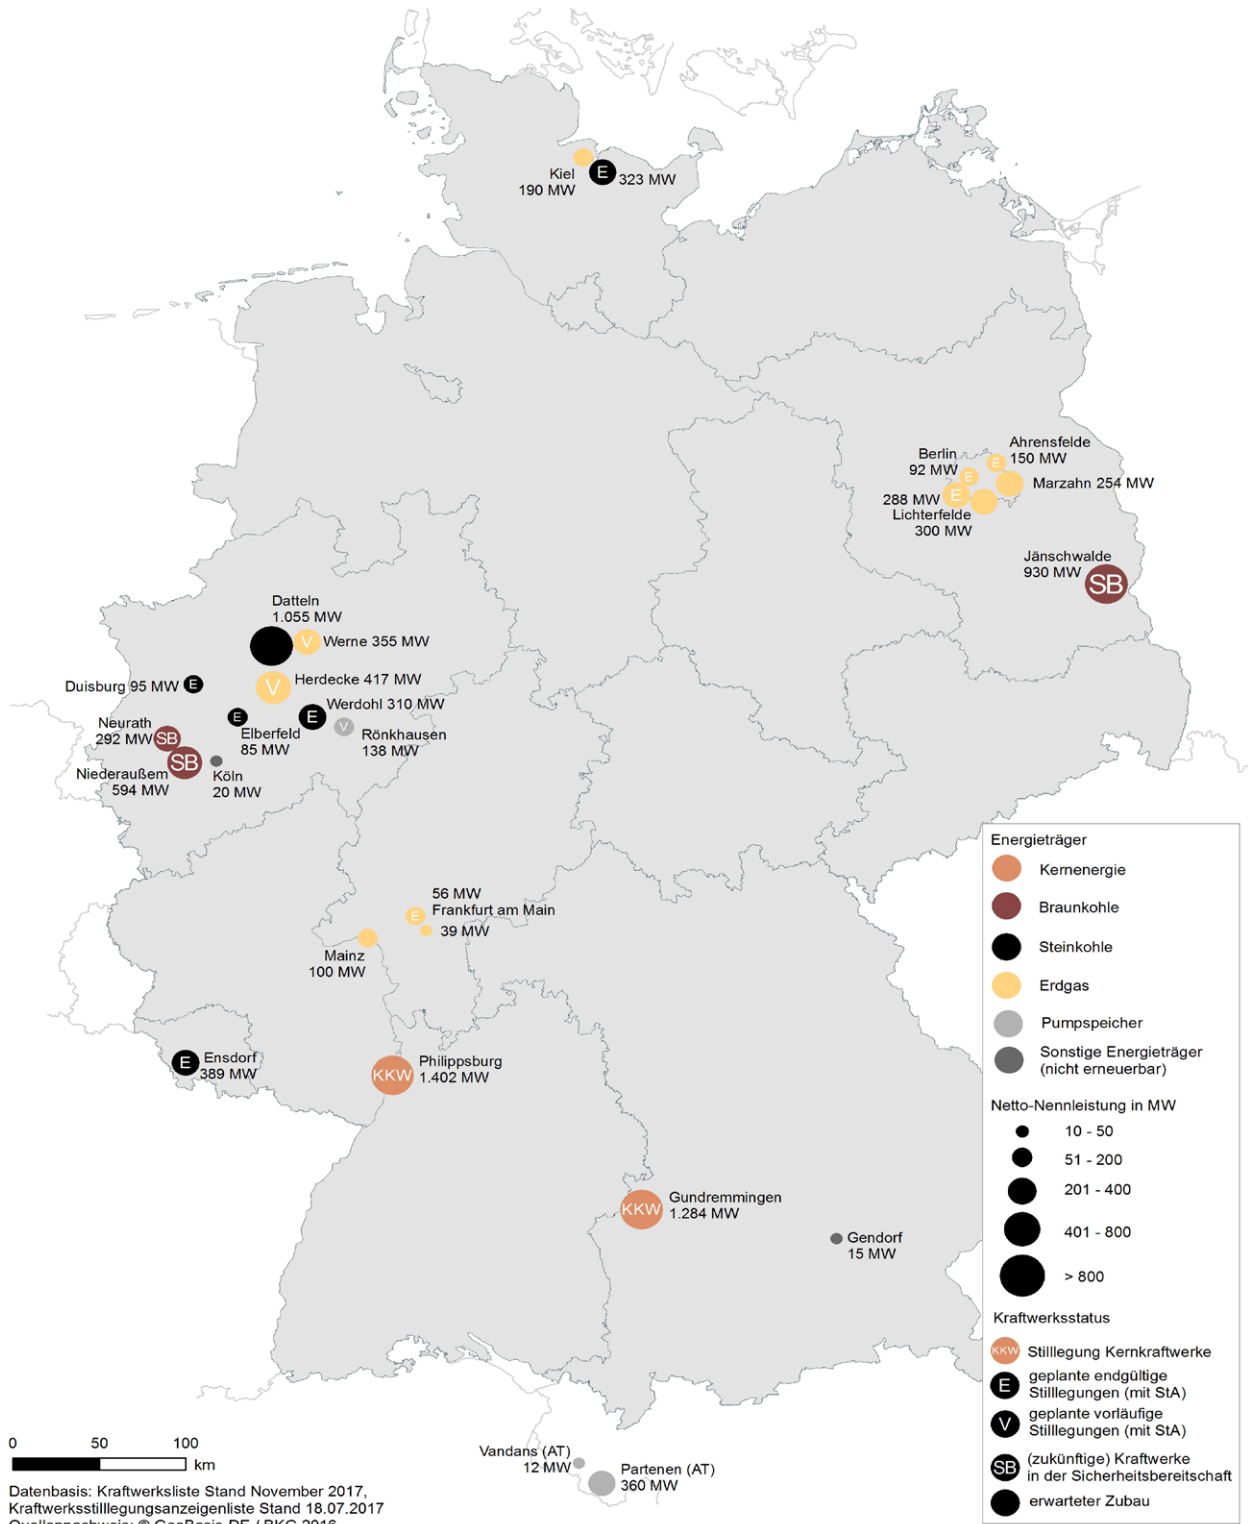 Kiel
190 MW
E
323 MW
Ahrensfelde
150 MW
Berlin
92 MW
E
E
Marzahn 254 MW
288 MW
E
Lichterfelde
300 MW
Jänschwalde
930 MW
SB
Datteln
1.055 MW
V
Werne 355 MW
Duisburg 95 MW
E
V
Herdecke 417 MW
Werdohl 310 MW
Neurath
292 MW
SB
E
Elberfeld
85 MW
E
V
Rönkhausen
138 MW
Niederaußem
594 MW
SB
Köln
20 MW
56 MW
E
Frankfurt am Main
39 MW
Mainz
100 MW
E
Ensdorf
389 MW
KKW
Philippsburg
1.402 MW
KKW
Gundremmingen
1.284 MW
Gendorf
15 MW
Vandans (AT)
12 MW
Partenen (AT)
360 MW
Energieträger
Kernenergie
Braunkohle
Steinkohle
Erdgas
Pumpspeicher
Sonstige Energieträger
(nicht erneuerbar)
Netto-Nennleistung in MW
10 - 50
51 - 200
201 - 400
401 - 800
> 800
Kraftwerksstatus
KKW Stilllegung Kernkraftwerke
E geplante endgültige
Stilllegungen (mit StA)
V geplante vorläufige
Stilllegungen (mit StA)
SB (zukünftige) Kraftwerke
in der Sicherheitsbereitschaft
erwarteter Zubau
0 50 100
km
Datenbasis: Kraftwerksliste Stand November 2017,
Kraftwerksstilllegungsanzeigenliste Stand 18.07.2017
Quellennachweis: © GeoBasis-DE / BKG 2016